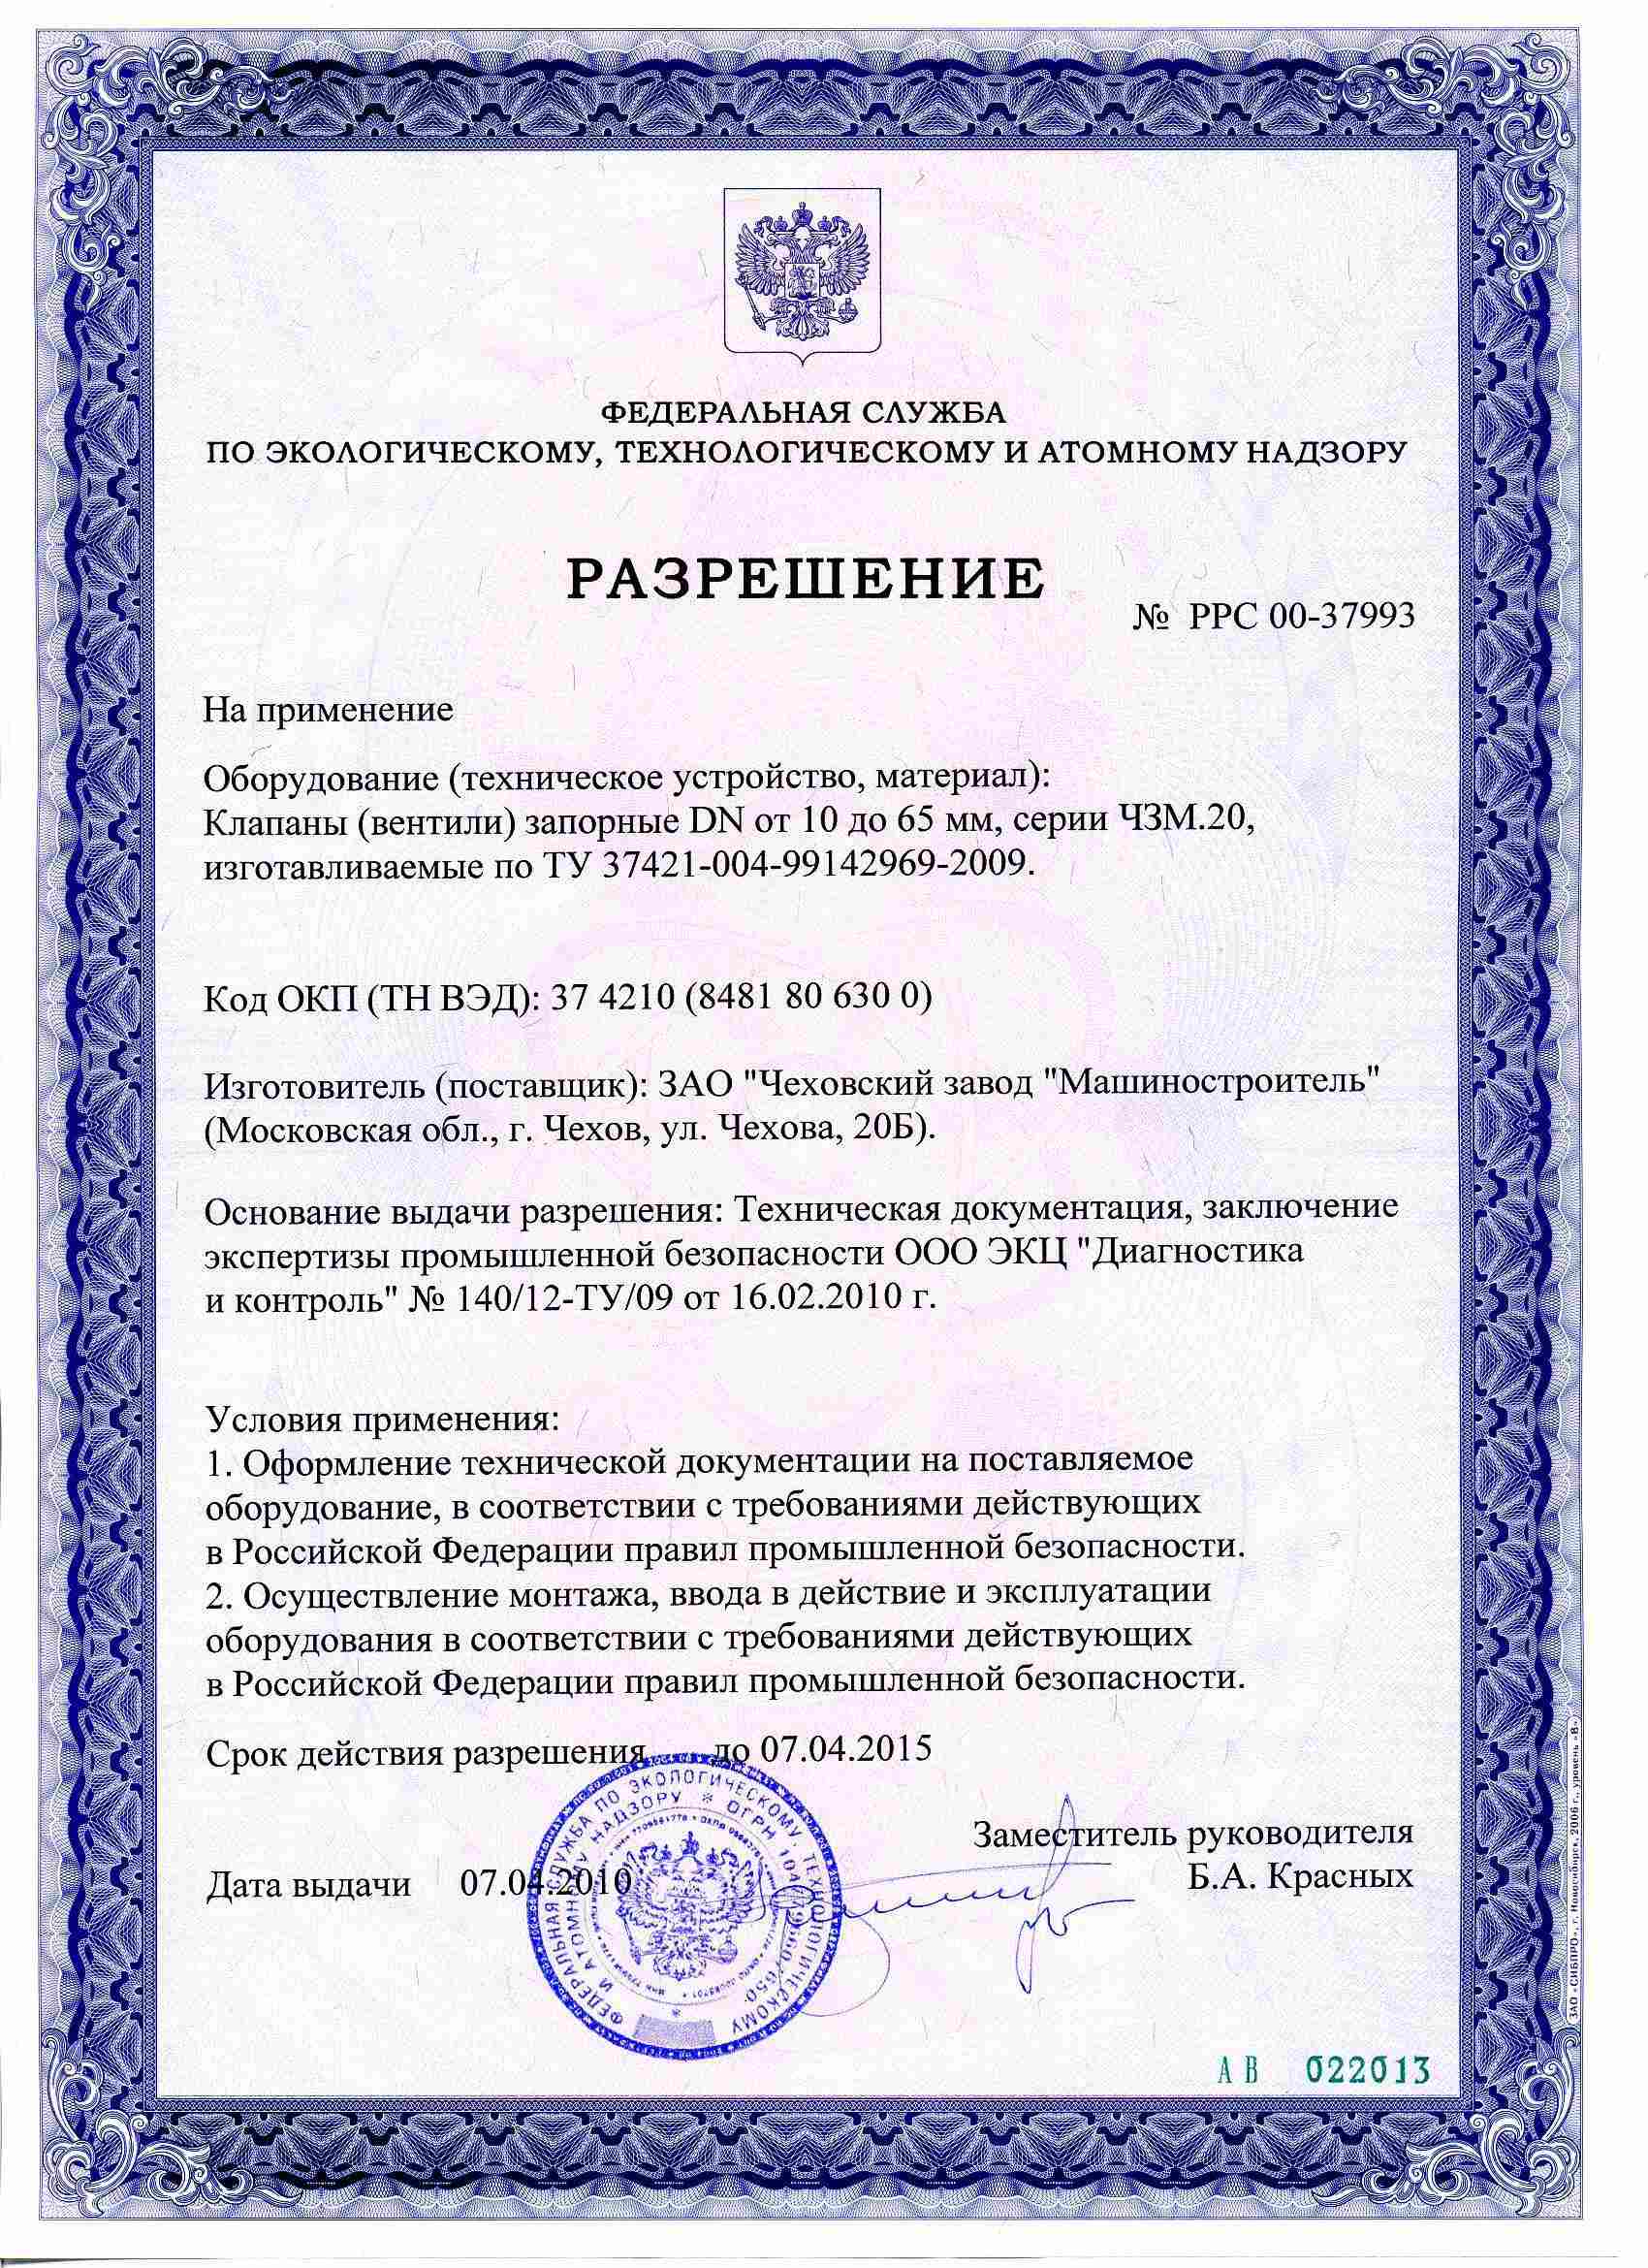 ФЕДЕРАЛЬНАЯ СЛУЖБА
ПО ЭКОЛОГИЧЕСКОМУ, ТЕХНОЛОГИЧЕСКОМУ И АТОМНОМУ НАДЗОРУ
РАЗРЕШЕНИЕ
№ РРС 00-37993
На применение
Оборудование (техническое устройство, материал):
Клапаны (вентили) запорные DN от 10 до 65 мм, серии ЧЗМ.20,
изготавливаемые по ТУ 37421-004-99142969-2009.
Код ОКП (ТН ВЭД): 37 4210 (8481 80 630 0)
Изготовитель (поставщик): ЗАО "Чеховский завод "Машиностроитель"
(Московская обл., г. Чехов, ул. Чехова, 20Б).
Основание выдачи разрешения: Техническая документация, заключение
экспертизы промышленной безопасности ООО ЭКЦ "Диагностика
и контроль" № 140/12-ТУ/09 от 16.02.2010 г.
Условия применения:
1. Оформление технической документации на поставляемое
оборудование, в соответствии с требованиями действующих
в Российской Федерации правил промышленной безопасности.
2. Осуществление монтажа, ввода в действие и эксплуатации
оборудования в соответствии с требованиями действующих
в Российской Федерации правил промышленной безопасности.
Срок действия разрешения до 07.04.2015
Заместитель руководителя
Б.А. Красных
Дата выдачи 07.04.2010
ФЕДЕРАЛЬНАЯ СЛУЖБА ПО ЭКОЛОГИЧЕСКОМУ ТЕХНОЛОГИЧЕСКОМУ
И АТОМНОМУ НАДЗОРУ * ОГРН
АВ 022013
ЗАО «СИБПРО», г. Новосибирск, 2006 г., уровень «В»